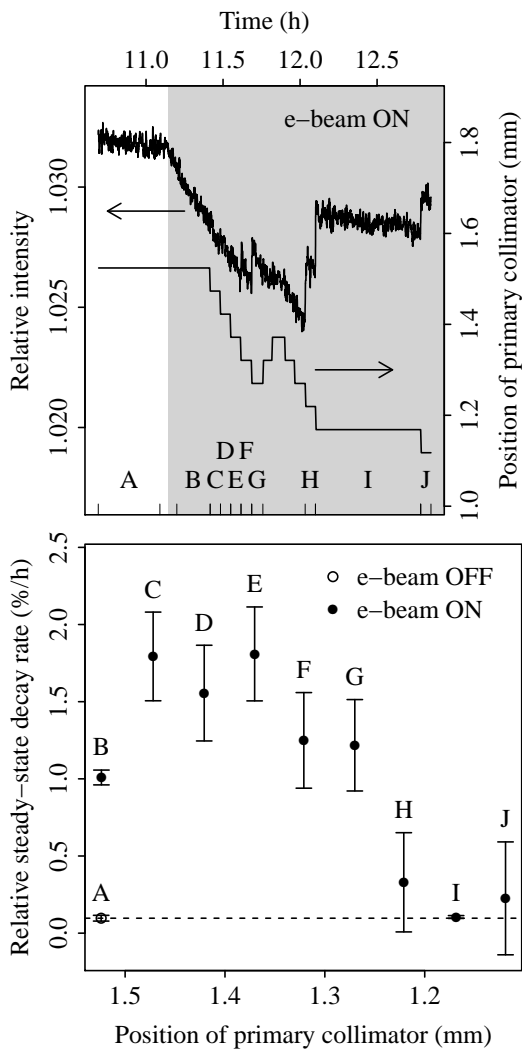 Time (h)
11.1 11.5 12.0 12.8
e−beam ON
Relative intensity
1.020 1.025 1.030
Position of primary collimator (mm)
1.0 1.2 1.4 1.6 1.8
D F
A B C E G H I J
Relative steady−state decay rate (%/h)
0.0 0.5 1.0 1.5 2.0 2.5
e−beam OFF
e−beam ON
A
B
C
D
E
F
G
H
I
J
1.5 1.4 1.3 1.2
Position of primary collimator (mm)